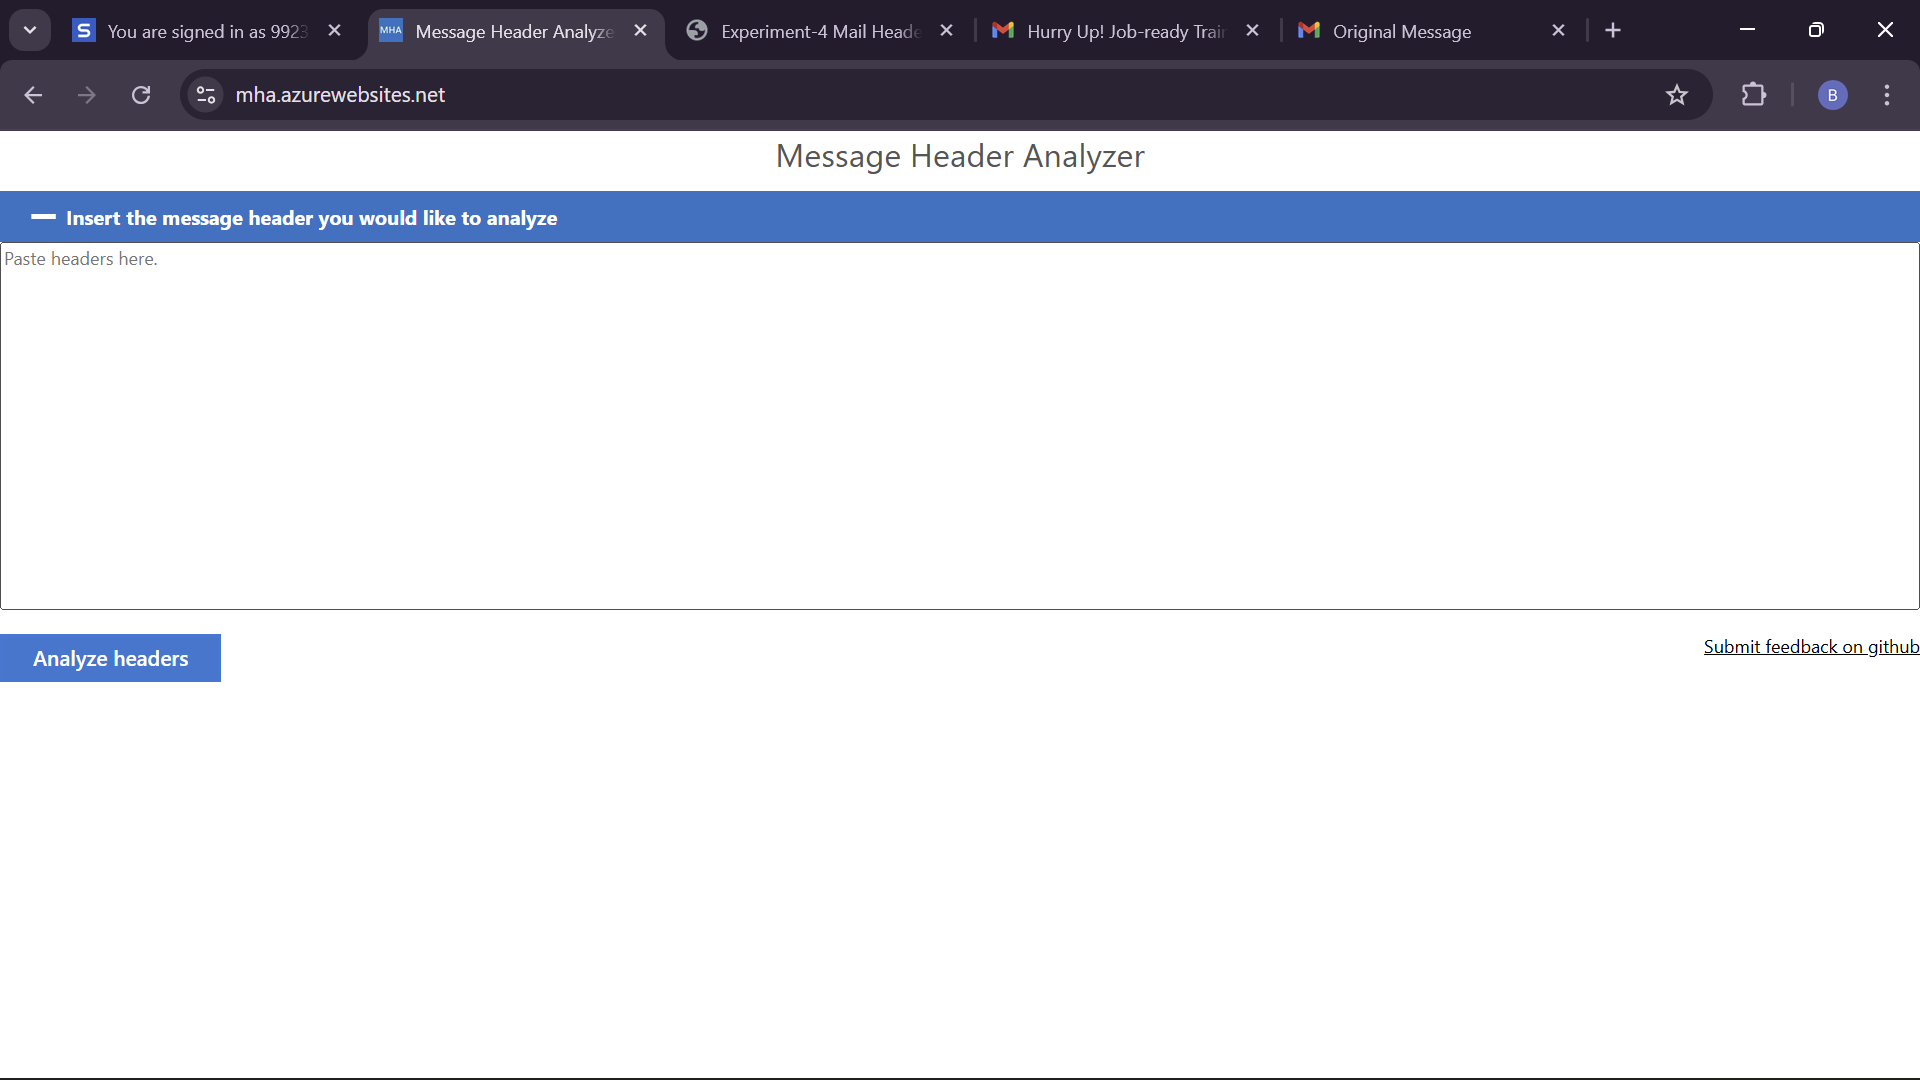 You are signed in as 9923
MHA
Message Header Analyze
Experiment-4 Mail Heade
Hurry Up! Job-ready Trair
Original Message
mha.azurewebsites.net
B
Message Header Analyzer
Insert the message header you would like to analyze
Paste headers here.
Analyze headers
Submit feedback on github